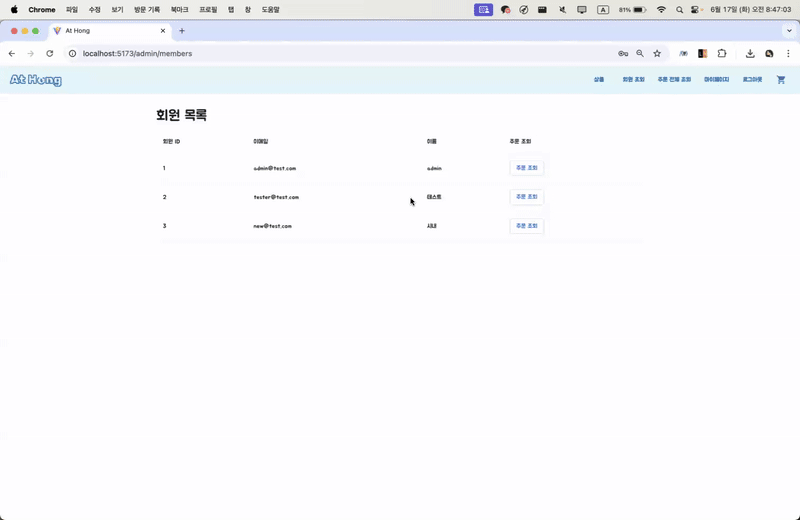 Chrome 파일 수정 보기 방문 기록 북마크 프로필 탭 창 도움말 A 81% 6월 17일 (화) 오전 8:47:03
At Hong
localhost:5173/admin/members
At Hong 상품 회원 조회 주문 전체 조회 마이페이지 로그아웃
회원 목록
회원 ID 이메일 이름 주문 조회
1 admin@test.com admin 주문 조회
2 tester@test.com 테스트 주문 조회
3 new@test.com 시내 주문 조회